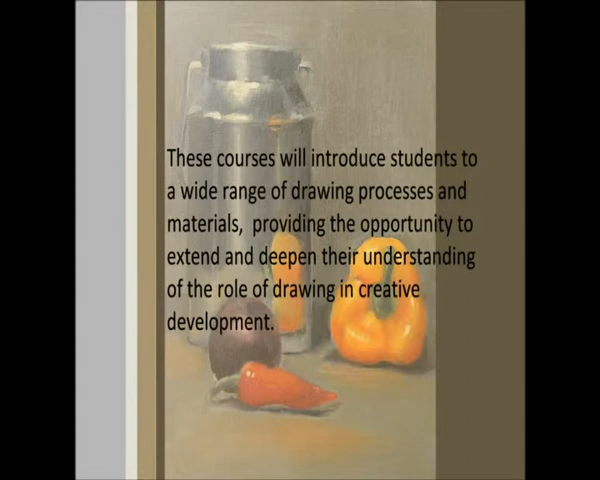 These courses will introduce students to
a wide range of drawing processes and
materials,  providing the opportunity to
extend and deepen their understanding
of the role of drawing in creative
development.